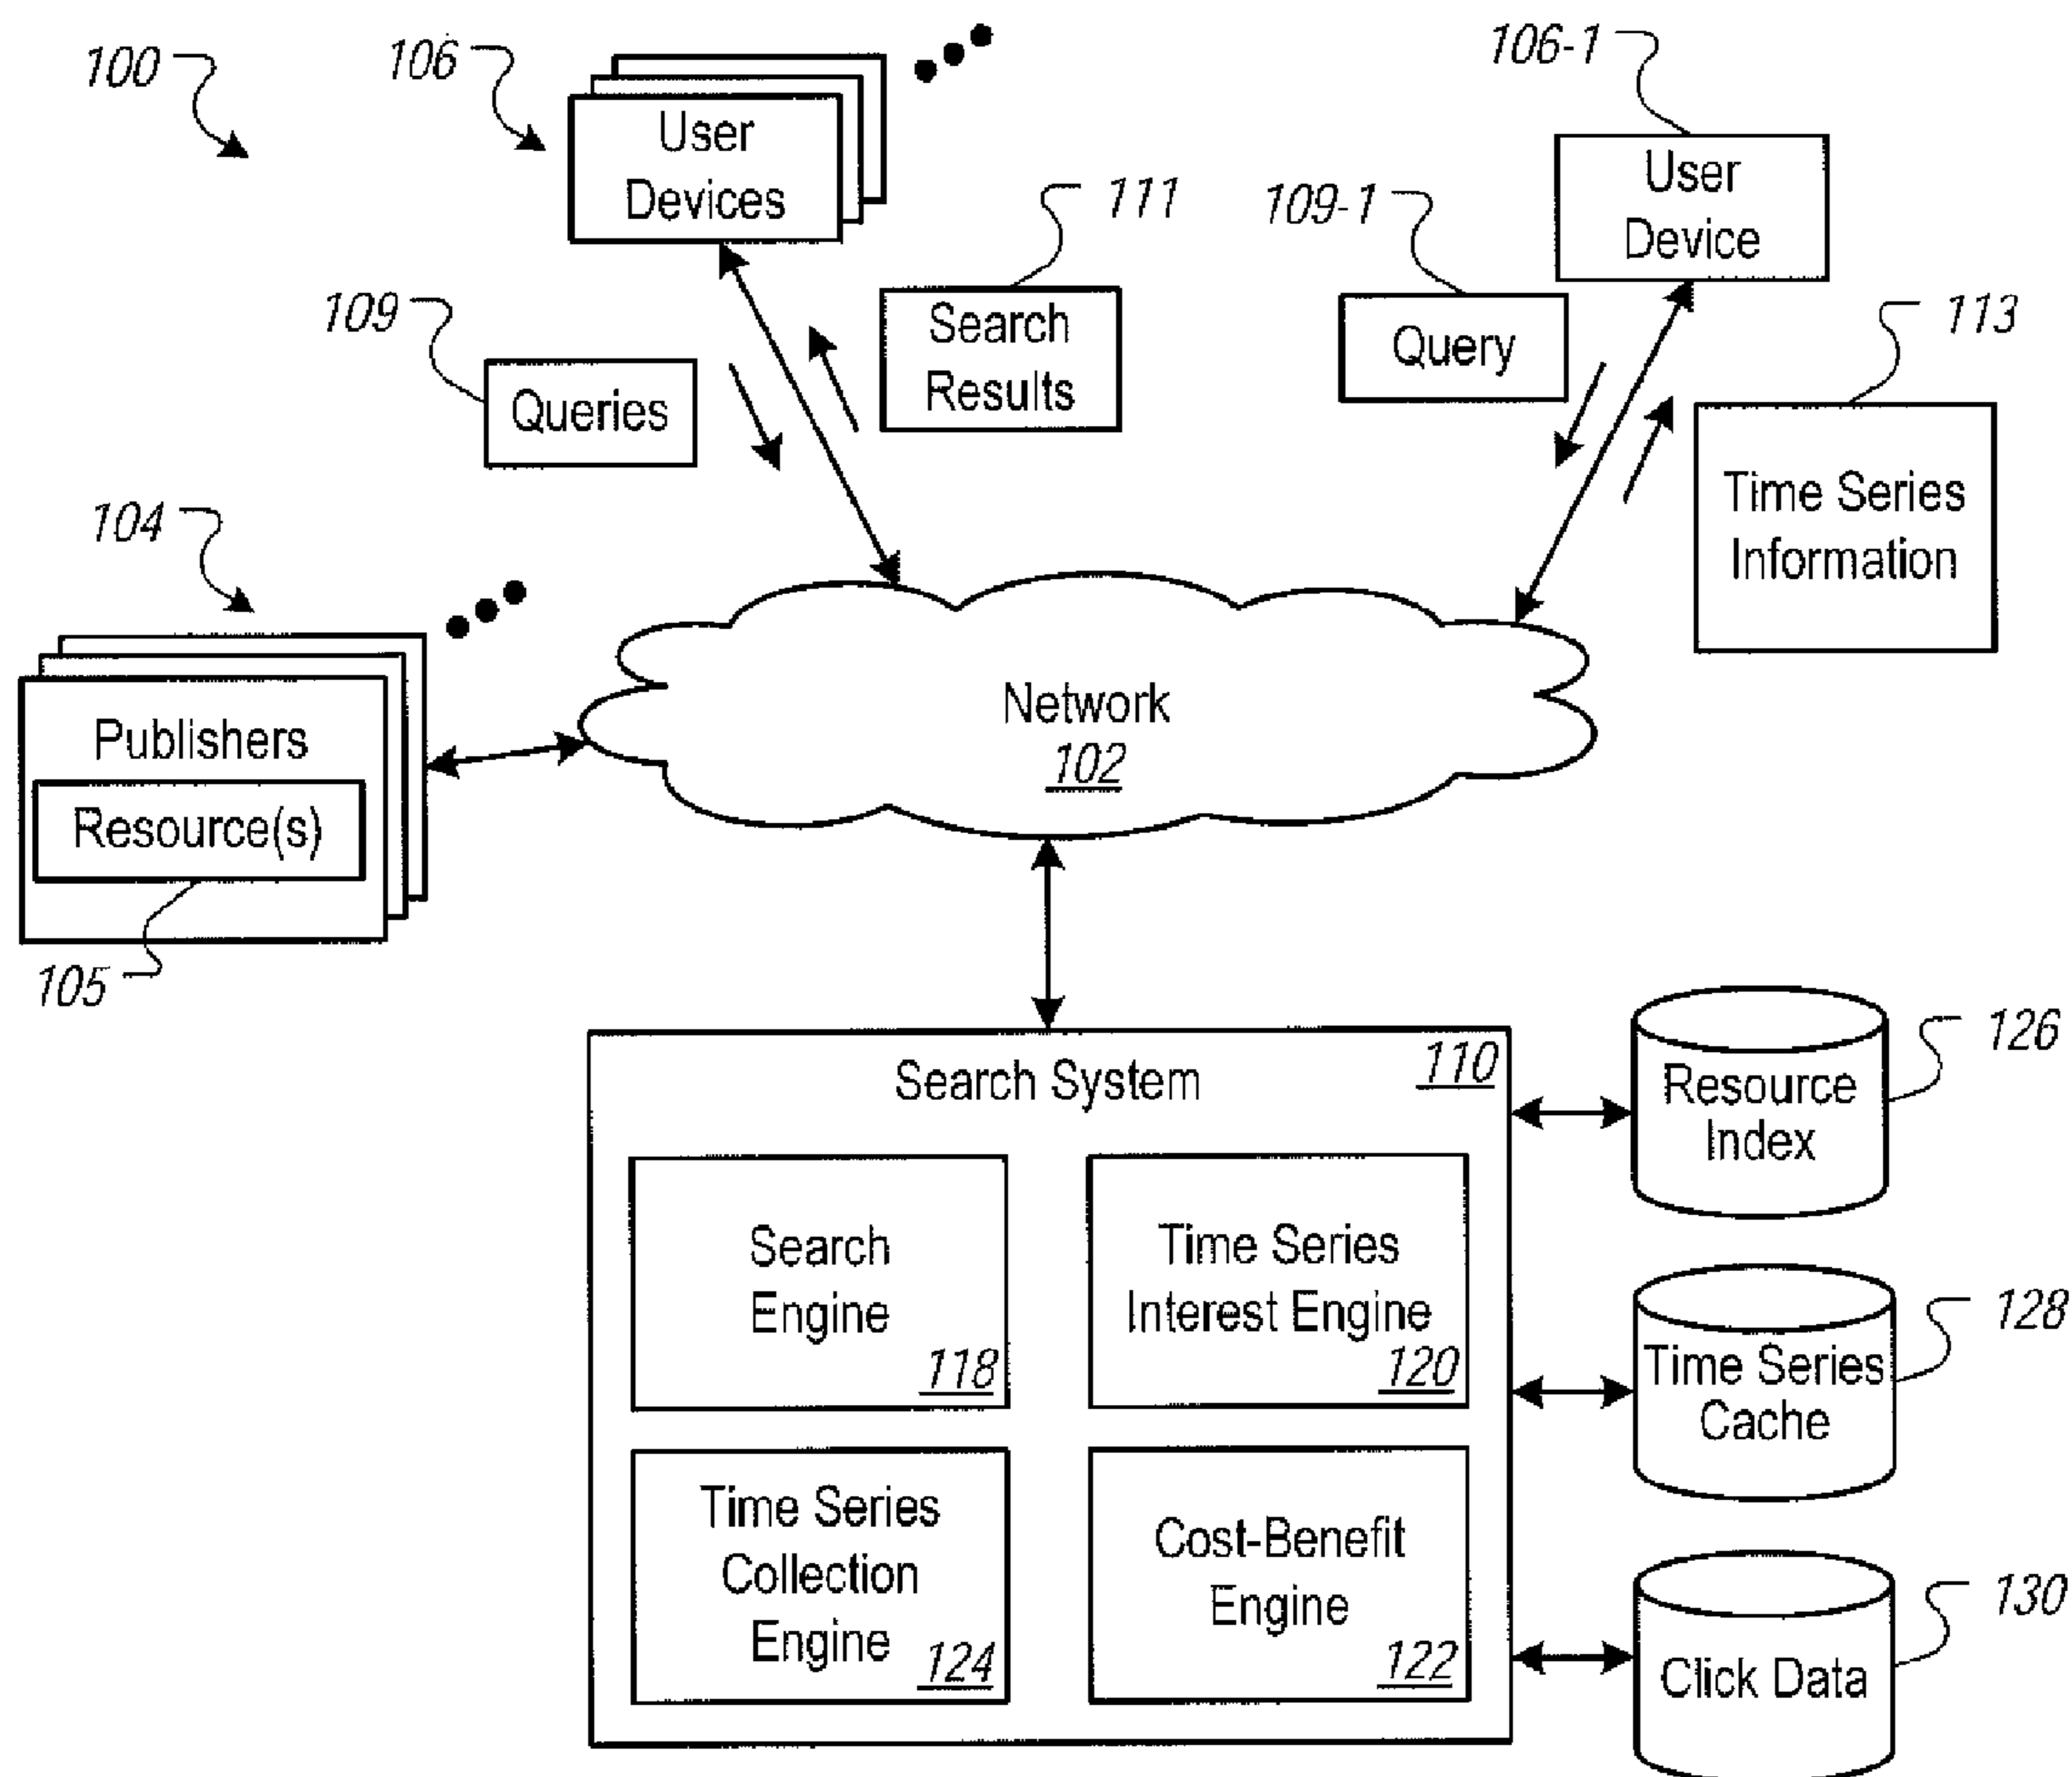 100
106
User
Devices
106-1
User
Device
111
109-1
109
Search
Results
Query
113
Queries
Time Series
Information
104
Publishers
Resource(s)
105
Network
102
Search System
110
Search
Engine
118
Time Series
Interest Engine
120
Time Series
Collection
Engine
124
Cost-Benefit
Engine
122
Resource
Index
126
Time Series
Cache
128
Click Data
130